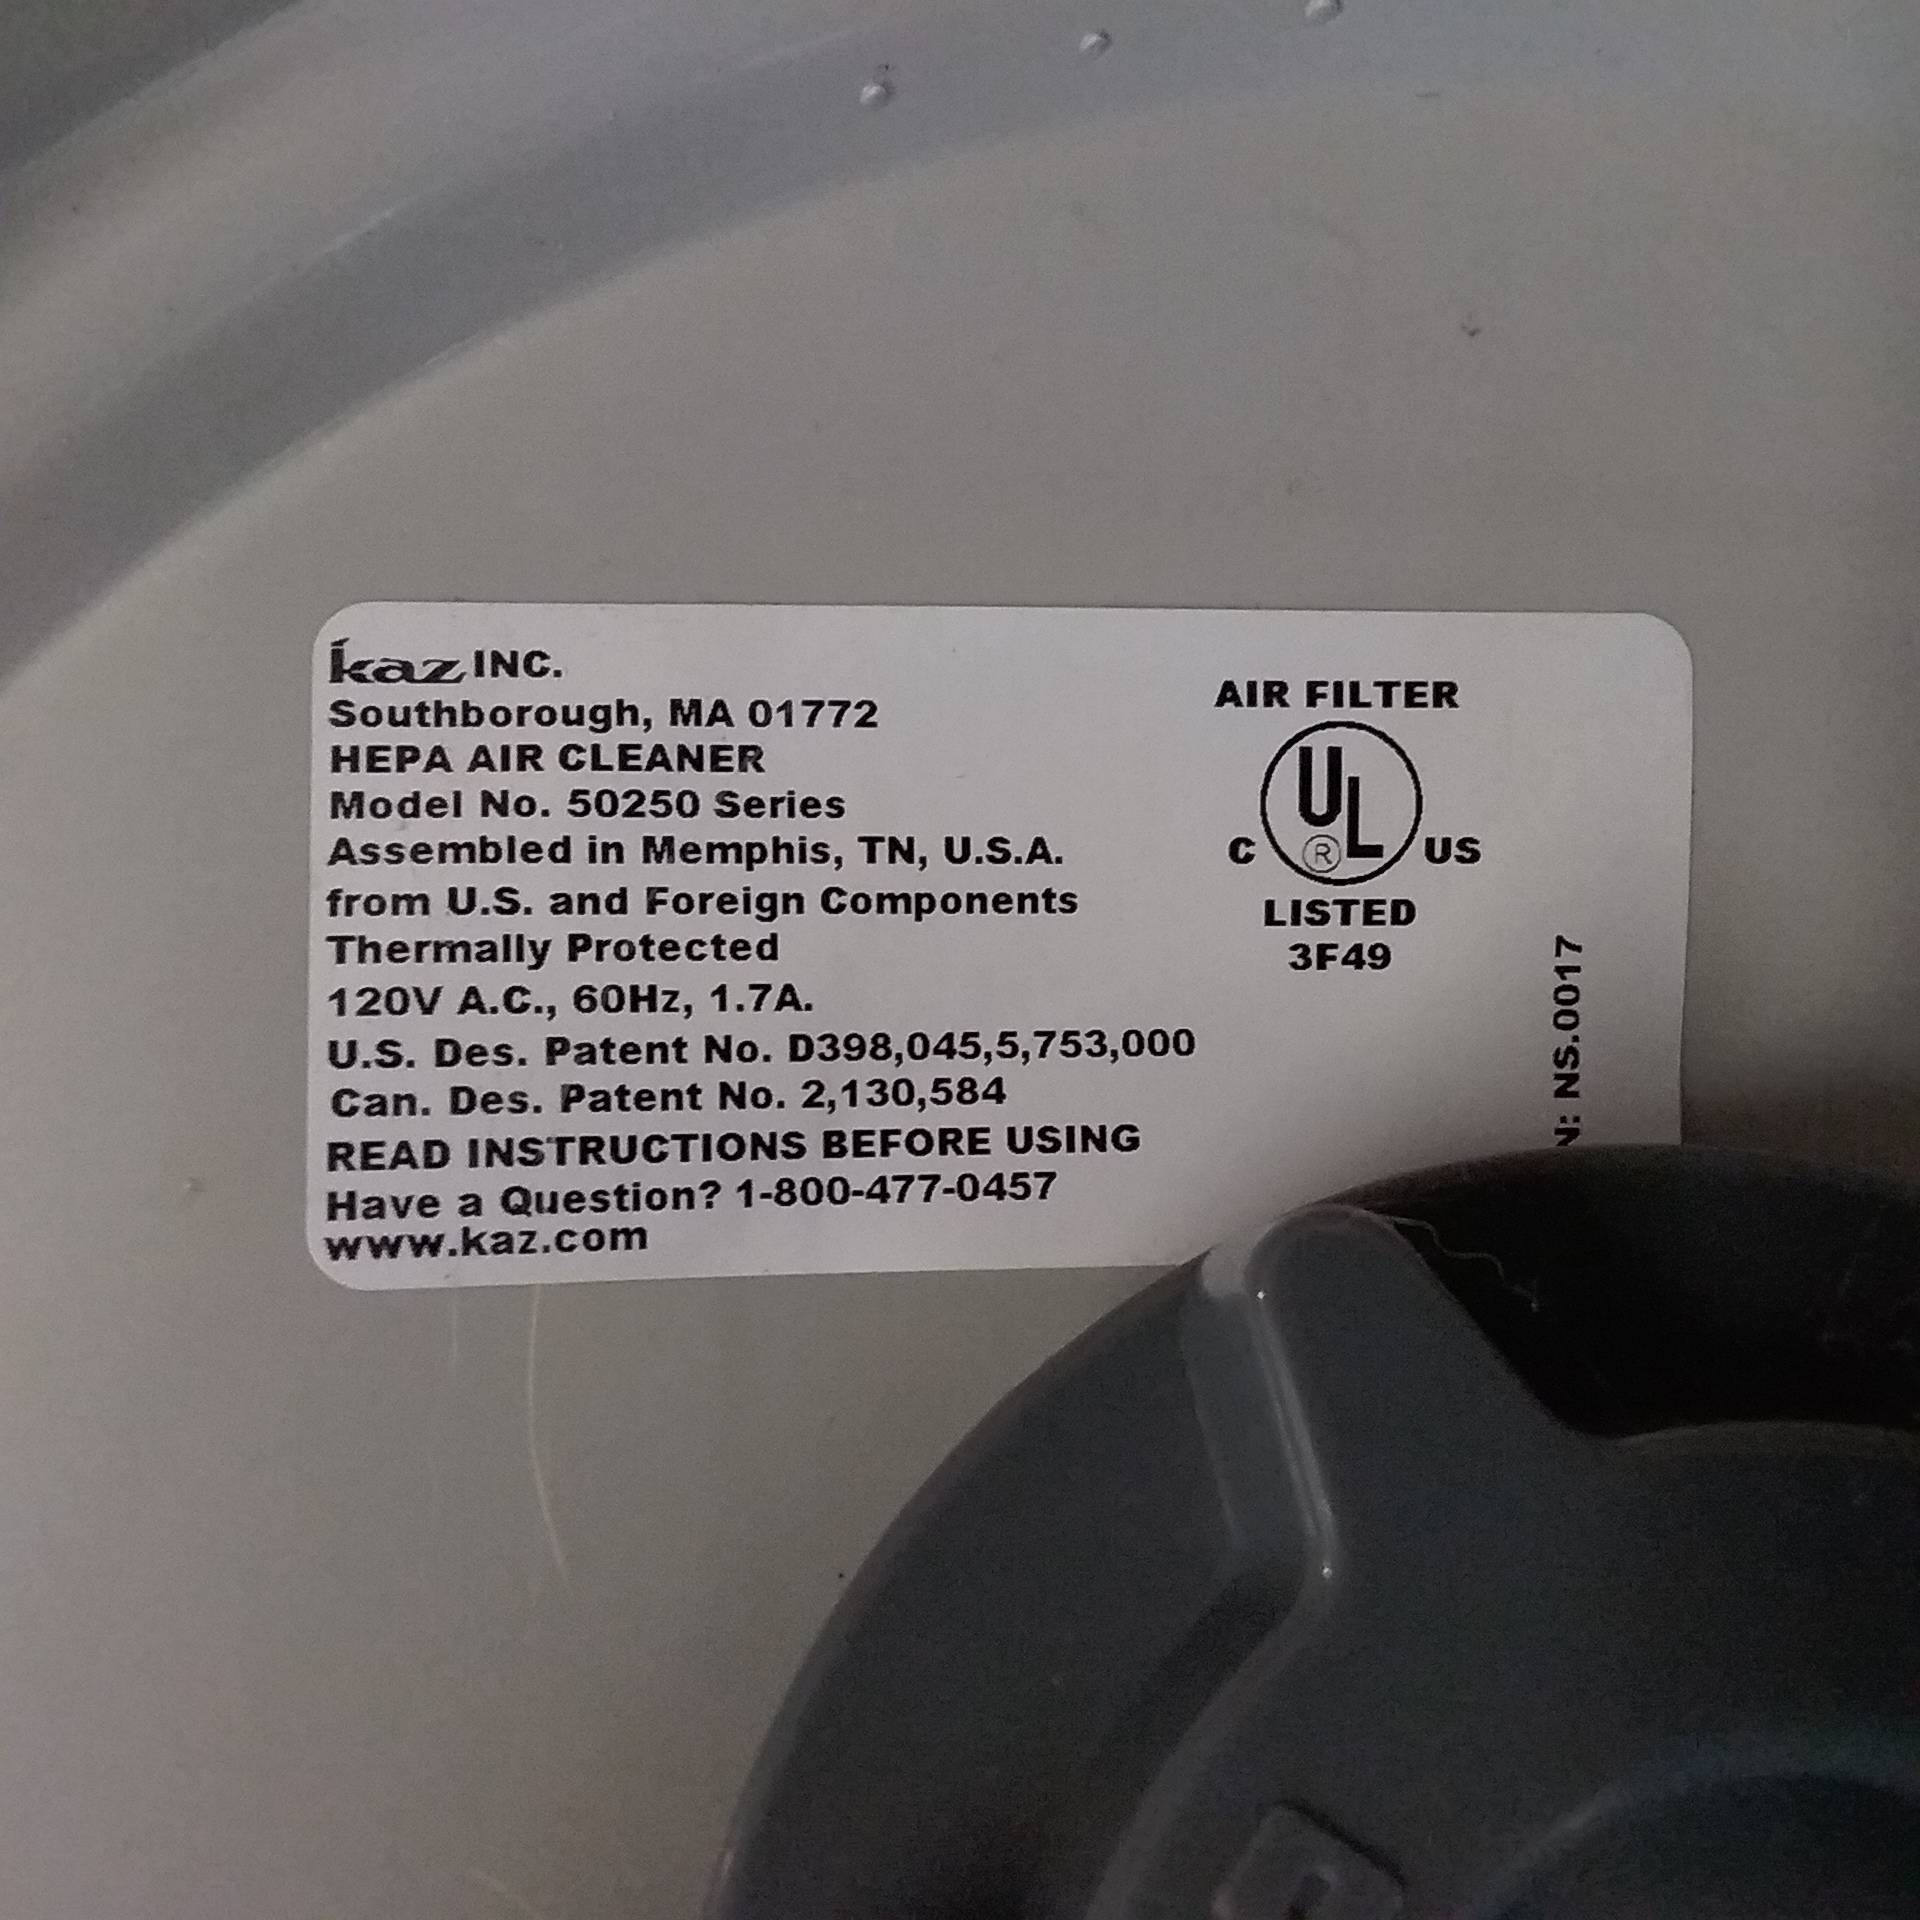 kaz INC.
Southborough, MA 01772
HEPA AIR CLEANER
Model No. 50250 Series
Assembled in Memphis, TN, U.S.A.
from U.S. and Foreign Components
Thermally Protected
120V A.C., 60Hz, 1.7A.
U.S. Des. Patent No. D398,045,5,753,000
Can. Des. Patent No. 2,130,584
READ INSTRUCTIONS BEFORE USING
Have a Question? 1-800-477-0457
www.kaz.com
AIR FILTER
C UL ® US
LISTED
3F49
N: NS.0017